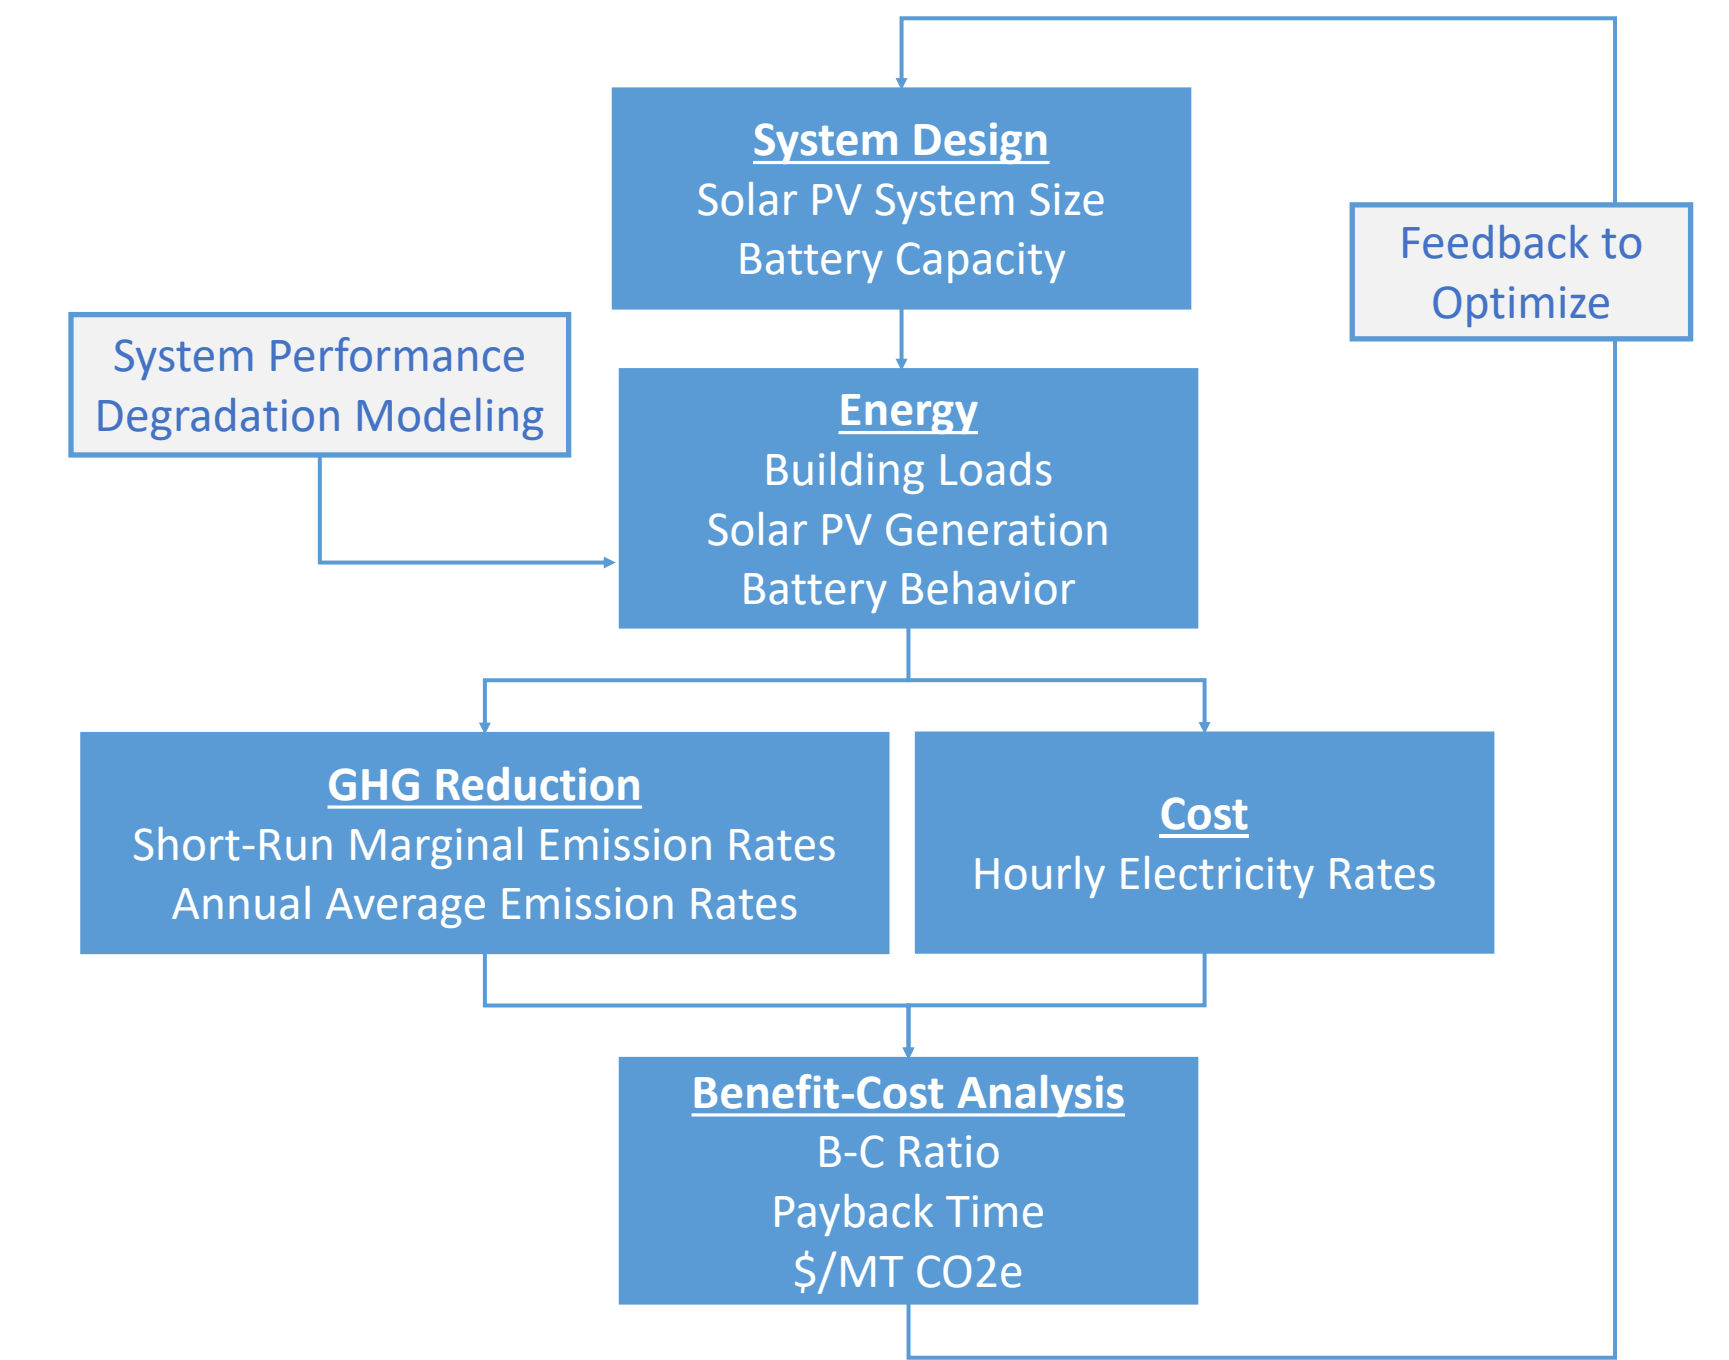 System Design
Solar PV System Size
Battery Capacity
Feedback to
Optimize
System Performance
Degradation Modeling
Energy
Building Loads
Solar PV Generation
Battery Behavior
GHG Reduction
Short-Run Marginal Emission Rates
Annual Average Emission Rates
Cost
Hourly Electricity Rates
Benefit-Cost Analysis
B-C Ratio
Payback Time
$/MT CO2e